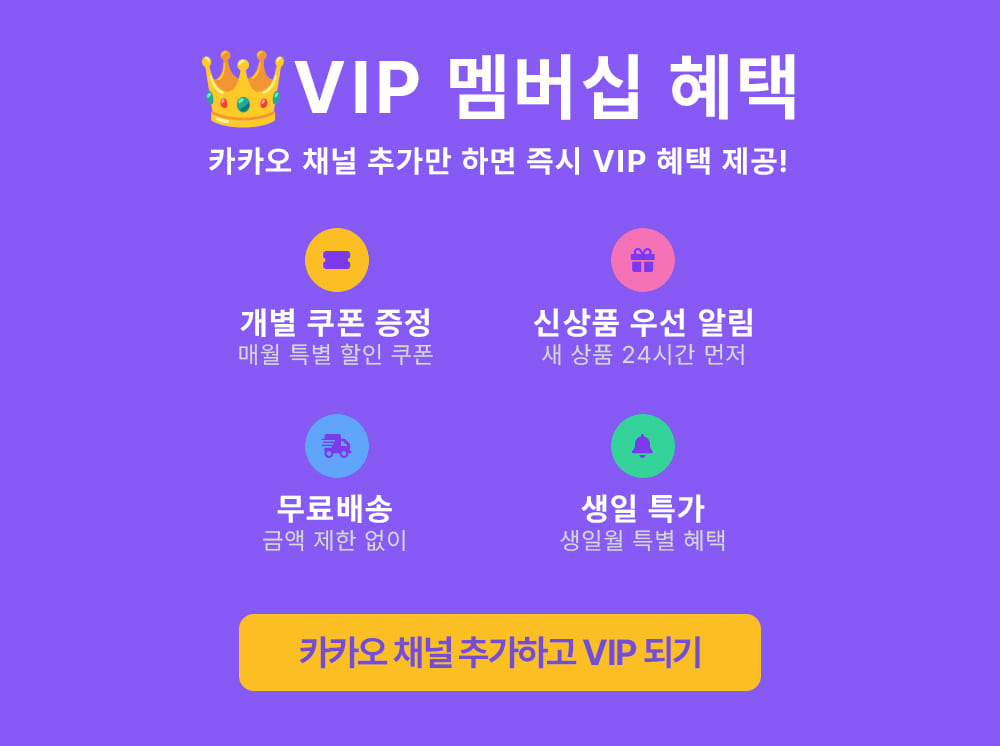 VIP 멤버십 혜택
카카오 채널 추가만 하면 즉시 VIP 혜택 제공!
개별 쿠폰 증정
매월 특별 할인 쿠폰
신상품 우선 알림
새 상품 24시간 먼저
무료배송
금액 제한 없이
생일 특가
생일월 특별 혜택
카카오 채널 추가하고 VIP 되기